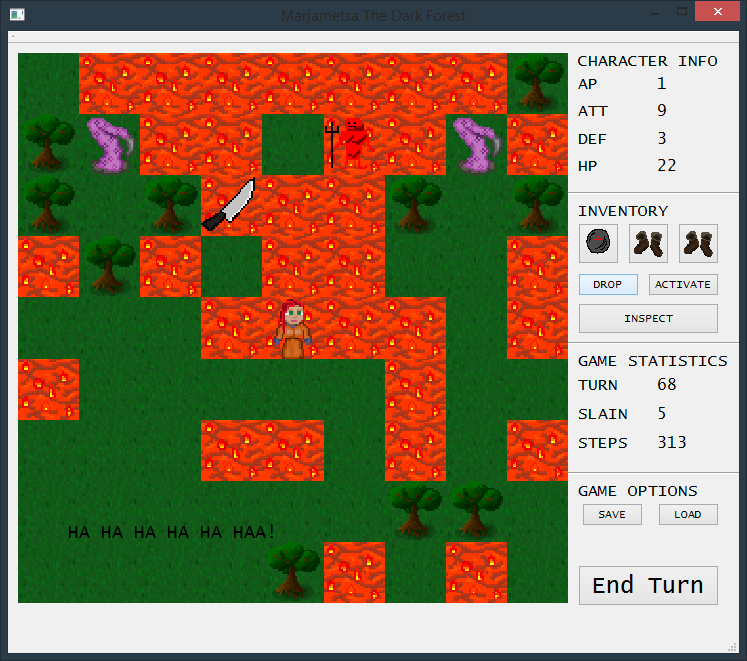 Marjametsä The Dark Forest
CHARACTER INFO
AP 1
ATT 9
DEF 3
HP 22
INVENTORY
DROP ACTIVATE
INSPECT
GAME STATISTICS
TURN 68
SLAIN 5
STEPS 313
GAME OPTIONS
SAVE LOAD
HA HA HA HA HA HAA!
End Turn